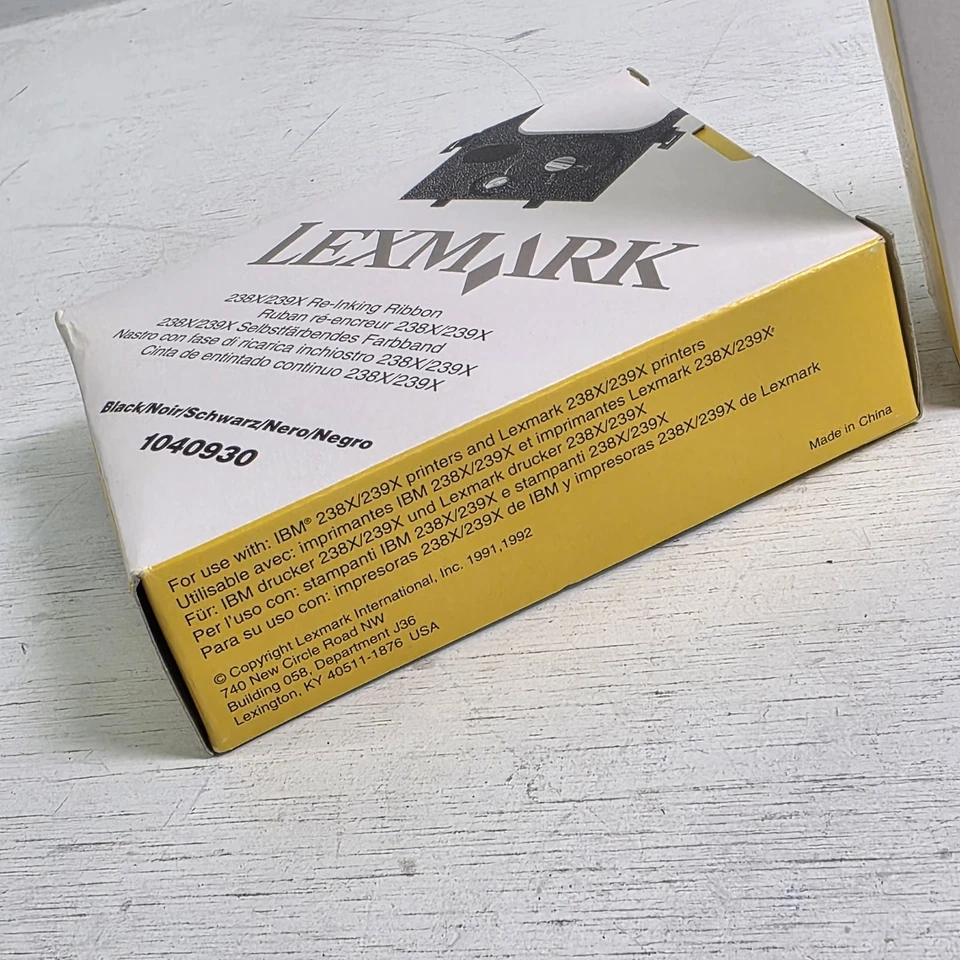 LEXMARK
238X/239X Re-Inking Ribbon
Ruban ré-encreur 238X/239X
238X/239X Selbstfärbendes Farbband
Nastro con fase di ricarica inchiostro 238X/239X
Cinta de entintado continuo 238X/239X
Black/Noir/Schwarz/Nero/Negro
1040930
For use with: IBM® 238X/239X printers and Lexmark 238X/239X printers
Utilisable avec: imprimantes IBM 238X/239X et imprimantes Lexmark 238X/239X
Für: IBM drucker 238X/239X und Lexmark drucker 238X/239X
Per l'uso con: stampanti IBM 238X/239X e stampanti 238X/239X
Para su uso con: impresoras 238X/239X de IBM y impresoras 238X/239X de Lexmark
© Copyright Lexmark International, Inc. 1991,1992
740 New Circle Road NW
Building 058, Department J36
Lexington, KY 40511-1876 USA
Made in China